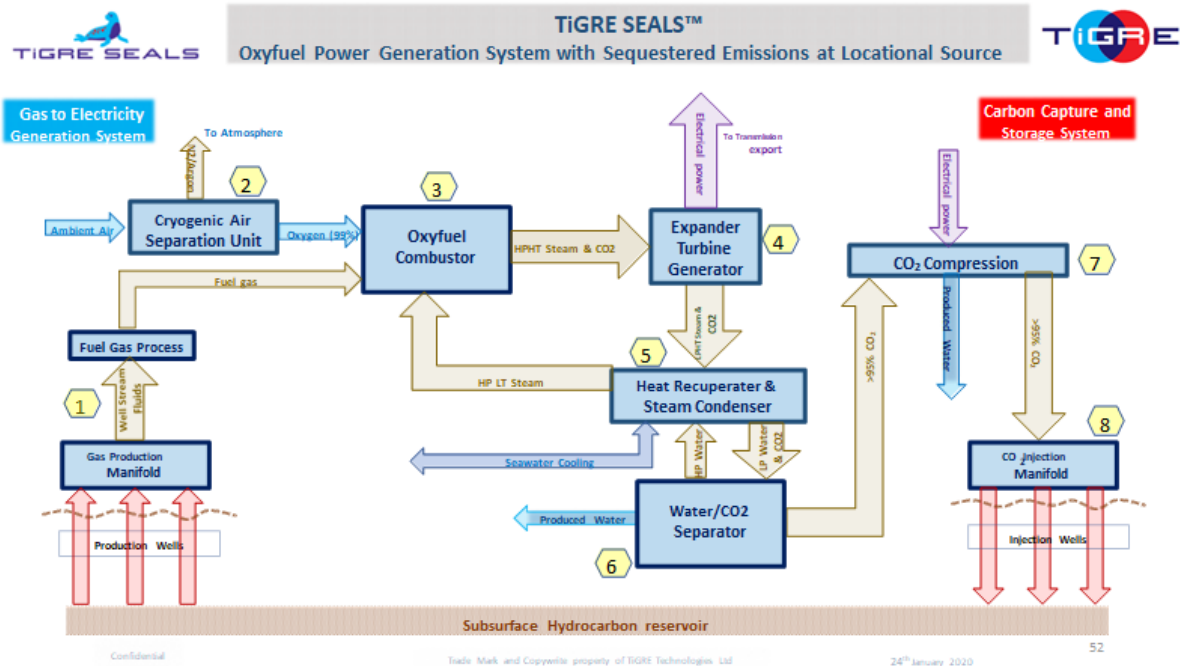 TiGRE SEALS™
Oxyfuel Power Generation System with Sequestered Emissions at Locational Source
TiGRE SEALS
TiGRE
Gas to Electricity
Generation System
Carbon Capture and
Storage System
To Atmosphere
N2/Argon
2
Ambient Air
Cryogenic Air
Separation Unit
Oxygen (99%)
3
Oxyfuel
Combustor
HPHT Steam & CO2
Electrical power
To Transmission
export
Expander
Turbine
Generator
4
Electrical power
CO₂ Compression
7
Fuel gas
Fuel Gas Process
1
Well Stream
Fluids
Gas Production
Manifold
Production Wells
LPHT Steam &
CO2
5
HP LT Steam
Heat Recuperater &
Steam Condenser
Seawater Cooling
HP Water
LP Water
& CO2
Produced Water
Water/CO2
Separator
6
>95% CO₂
Produced Water
>95% CO₂
8
CO₂ Injection
Manifold
Injection Wells
Subsurface Hydrocarbon reservoir
52
Confidential
Trade Mark and Copywrite property of TiGRE Technologies Ltd
24th January 2020